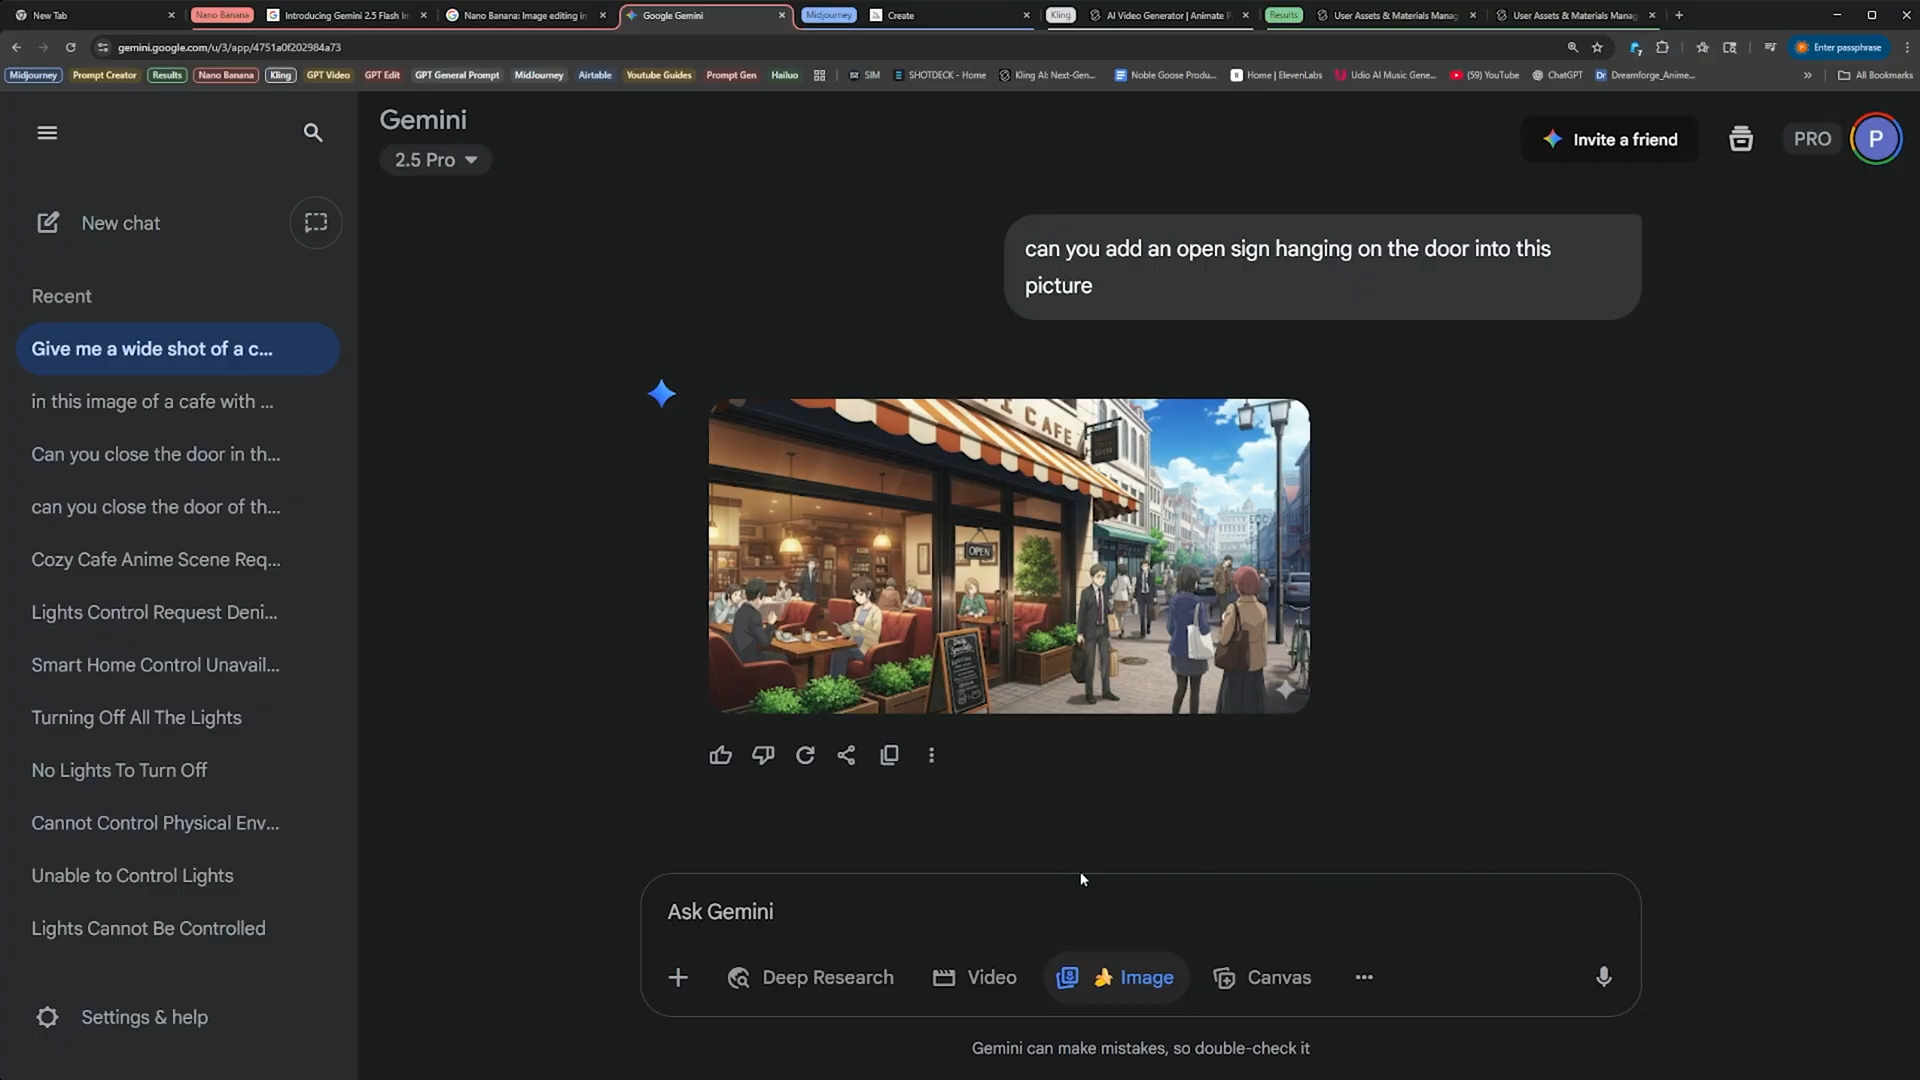 New Tab
Nano Banana
Introducing Gemini 2.5 Flash In
Nano Banana: Image editing in
Google Gemini
Midjourney
Create
Kling
AI Video Generator | Animate P
Results
User Assets & Materials Manag
User Assets & Materials Manag
gemini.google.com/u/3/app/4751a0f202984a73
Enter passphrase
Midjourney
Prompt Creator
Results
Nano Banana
Kling
GPT Video
GPT Edit
GPT General Prompt
MidJourney
Airtable
Youtube Guides
Prompt Gen
Hailuo
SIM
SHOTDECK - Home
Kling AI: Next-Gen...
Noble Goose Produ...
Home | ElevenLabs
Udio AI Music Gene...
(59) YouTube
ChatGPT
Dr
Dreamforge_Anime...
All Bookmarks
Gemini
2.5 Pro
Invite a friend
PRO
P
New chat
Recent
Give me a wide shot of a c...
in this image of a cafe with ...
Can you close the door in th...
can you close the door of th...
Cozy Cafe Anime Scene Req...
Lights Control Request Deni...
Smart Home Control Unavail...
Turning Off All The Lights
No Lights To Turn Off
Cannot Control Physical Env...
Unable to Control Lights
Lights Cannot Be Controlled
Settings & help
can you add an open sign hanging on the door into this
picture
I CAFE
OPEN
Ask Gemini
Deep Research
Video
Image
Canvas
Gemini can make mistakes, so double-check it